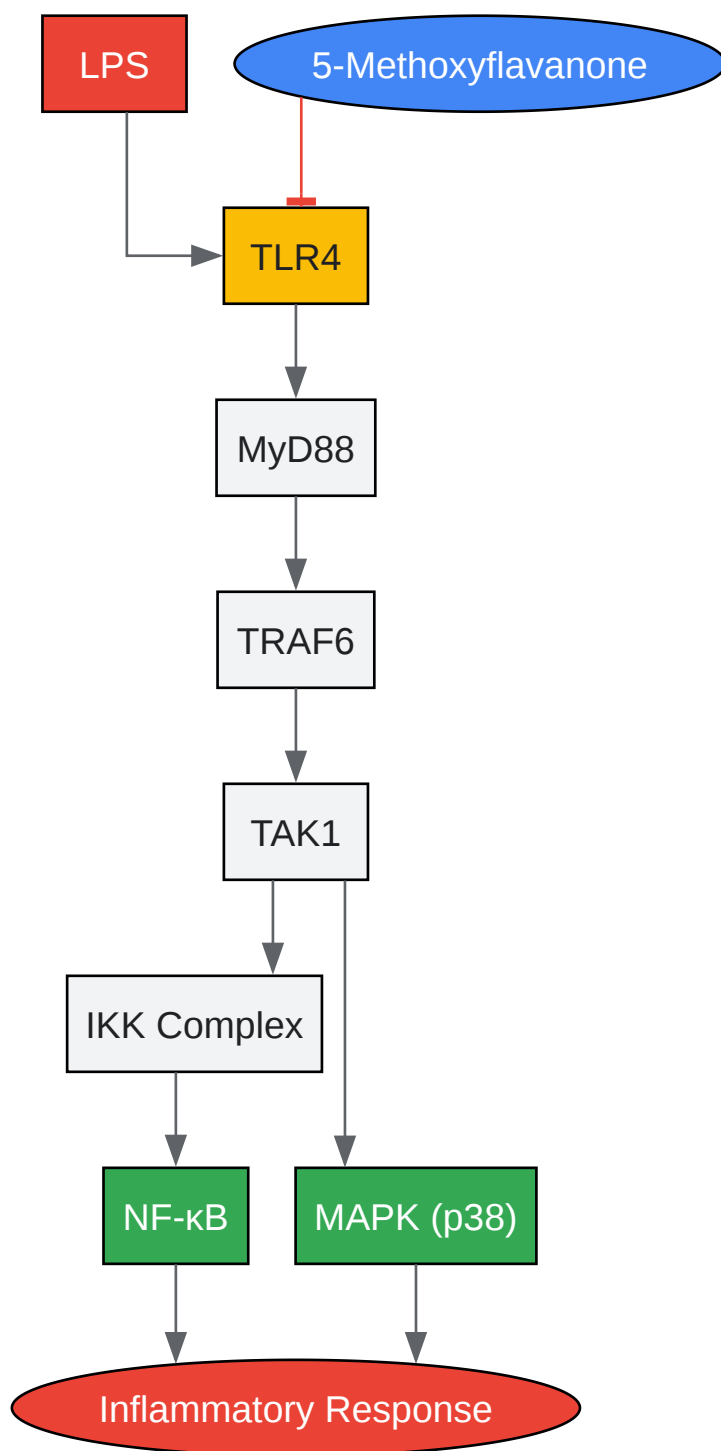 LPS
5-Methoxyflavanone
TLR4
MyD88
TRAF6
TAK1
IKK Complex
NF-κB
MAPK (p38)
Inflammatory Response